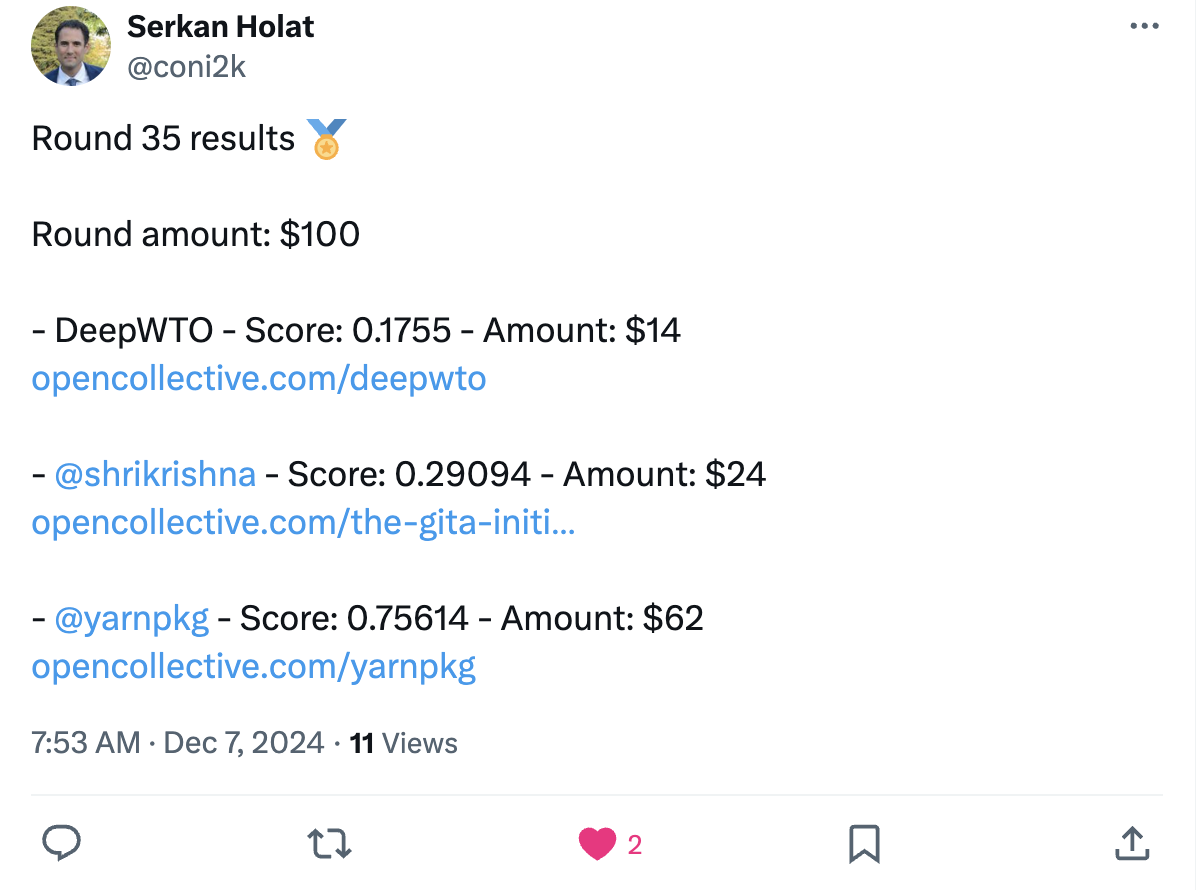 Serkan Holat
@coni2k
Round 35 results 🏅
Round amount: $100
- DeepWTO - Score: 0.1755 - Amount: $14
opencollective.com/deepwto
- @shrikrishna - Score: 0.29094 - Amount: $24
opencollective.com/the-gita-initi...
- @yarnpkg - Score: 0.75614 - Amount: $62
opencollective.com/yarnpkg
7:53 AM · Dec 7, 2024 · 11 Views
2